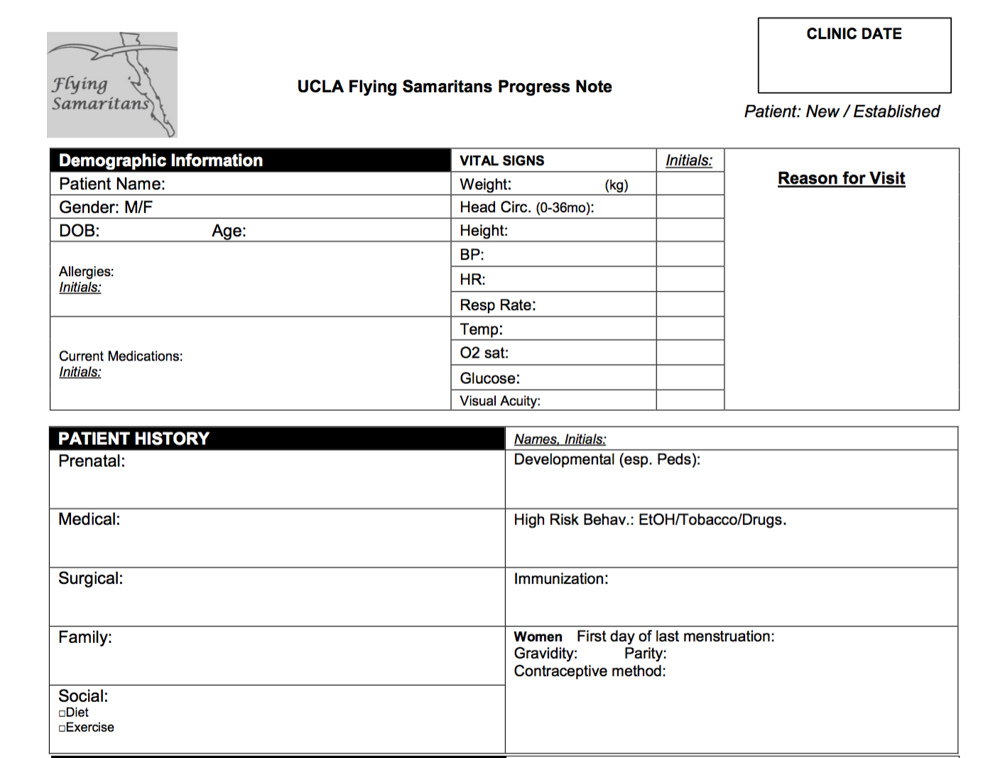 CLINIC DATE
Flying
Samaritans
UCLA Flying Samaritans Progress Note
Patient: New / Established
Demographic Information
Patient Name:
Gender: M/F
DOB: Age:
Allergies:
Initials:
Current Medications:
Initials:
VITAL SIGNS Initials:
Weight: (kg)
Head Circ. (0-36mo):
Height:
BP:
HR:
Resp Rate:
Temp:
O2 sat:
Glucose:
Visual Acuity:
Reason for Visit
PATIENT HISTORY
Names, Initials:
Prenatal:
Developmental (esp. Peds):
Medical:
High Risk Behav.: EtOH/Tobacco/Drugs.
Surgical:
Immunization:
Family:
Women First day of last menstruation:
Gravidity: Parity:
Contraceptive method:
Social:
□Diet
□Exercise